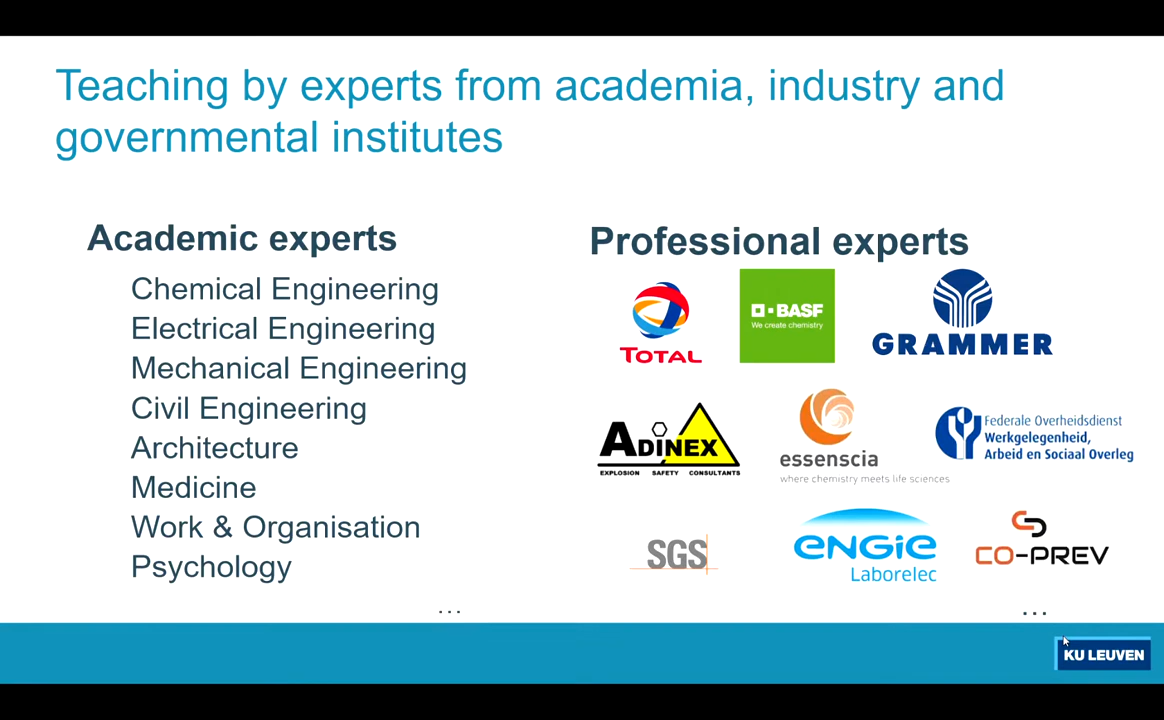 Teaching by experts from academia, industry and
governmental institutes
Academic experts
Chemical Engineering
Electrical Engineering
Mechanical Engineering
Civil Engineering
Architecture
Medicine
Work & Organisation
Psychology
...
Professional experts
TOTAL
BASF
We create chemistry
GRAMMER
ADINEX
EXPLOSION SAFETY CONSULTANTS
essenscia
where chemistry meets life sciences
Federale Overheidsdienst
Werkgelegenheid,
Arbeid en Sociaal Overleg
SGS
ENGIE
Laborelec
CO-PREV
...
KU LEUVEN